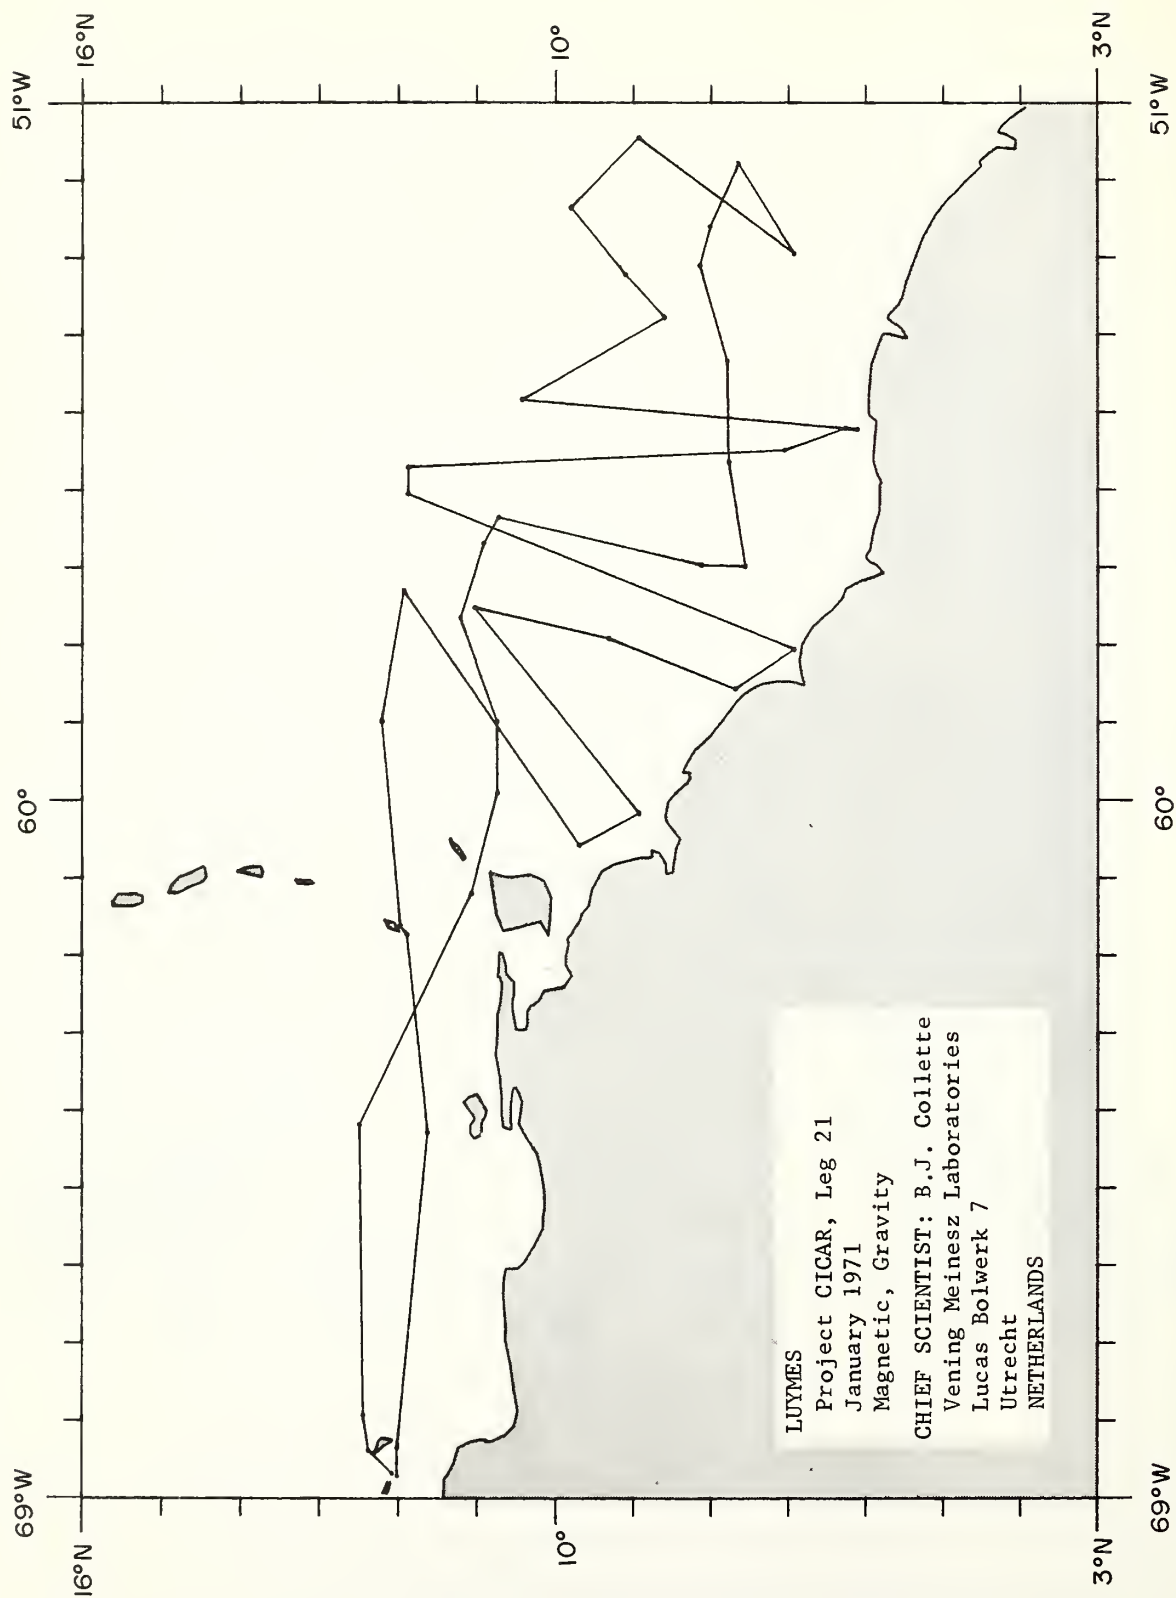 69°W
60°
51°W
16°N
16°N
10°
10°
3°N
3°N
69°W
60°
51°W
LUYMES
Project CICAR, Leg 21
January 1971
Magnetic, Gravity
CHIEF SCIENTIST: B.J. Collette
Vening Meinesz Laboratories
Lucas Bolwerk 7
Utrecht
NETHERLANDS